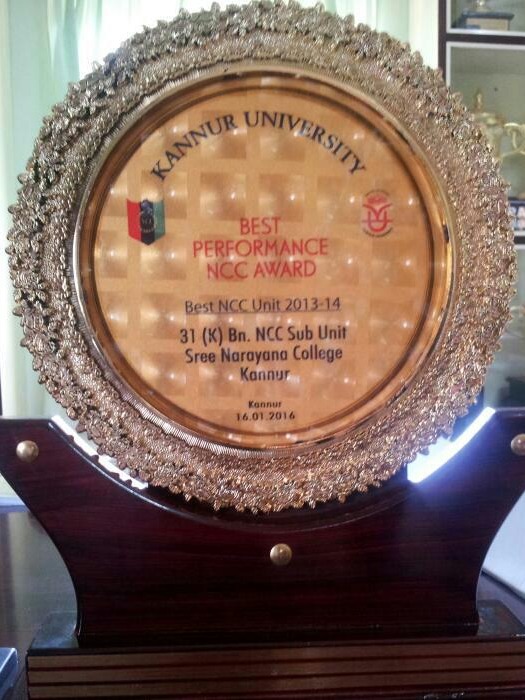 KANNUR UNIVERSITY
BEST
PERFORMANCE
NCC AWARD
Best NCC Unit 2013-14
31 (K) Bn. NCC Sub Unit
Sree Narayana College
Kannur
Kannur
16.01.2016